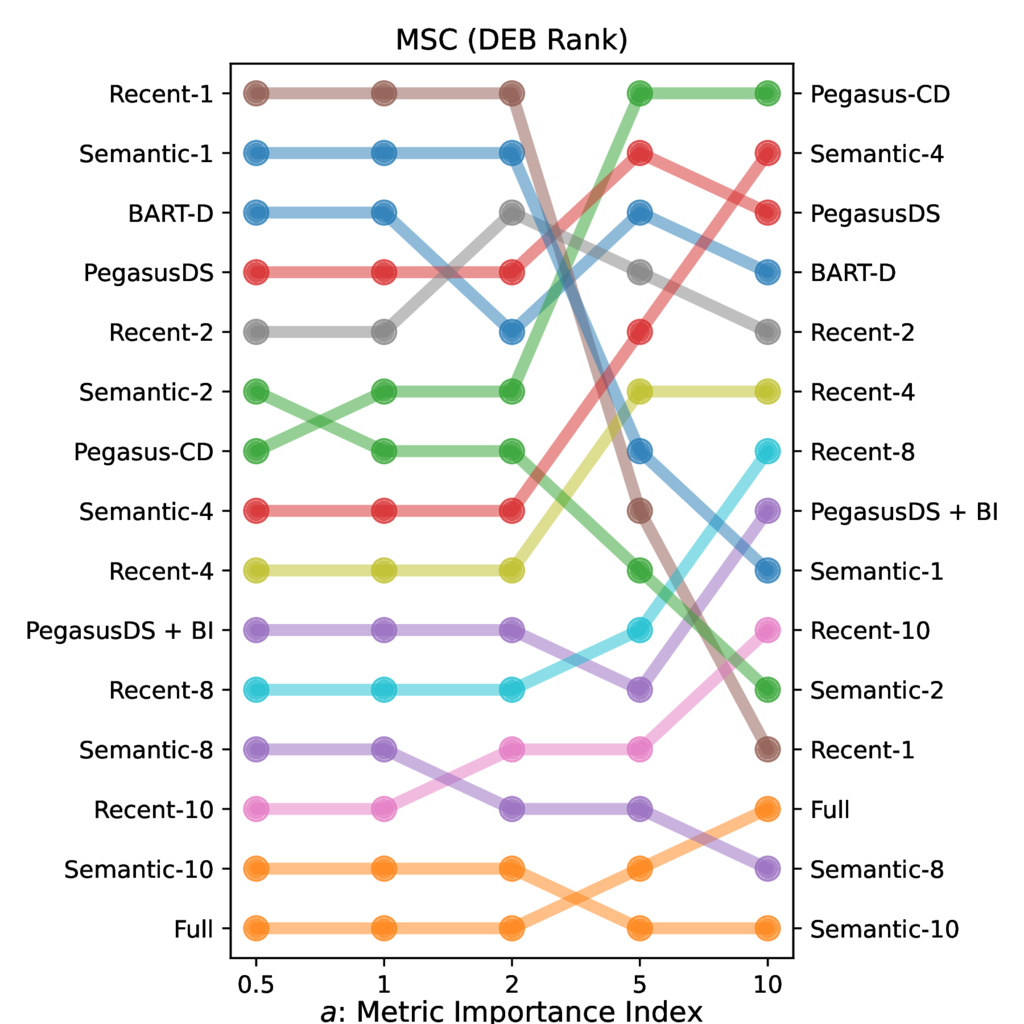 MSC (DEB Rank)
Recent-1
Semantic-1
BART-D
PegasusDS
Recent-2
Semantic-2
Pegasus-CD
Semantic-4
Recent-4
PegasusDS + BI
Recent-8
Semantic-8
Recent-10
Semantic-10
Full
Pegasus-CD
Semantic-4
PegasusDS
BART-D
Recent-2
Recent-4
Recent-8
PegasusDS + BI
Semantic-1
Recent-10
Semantic-2
Recent-1
Full
Semantic-8
Semantic-10
0.5 1 2 5 10
a: Metric Importance Index